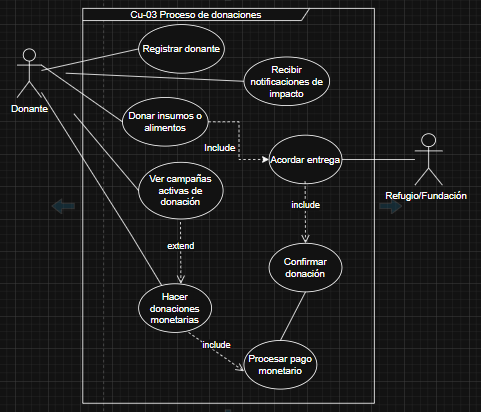 Cu-03 Proceso de donaciones
Registrar donante
Recibir
notificaciones de
impacto
Donante
Donar insumos o
alimentos
Include
Acordar entrega
Refugio/Fundación
Ver campañas
activas de
donación
include
extend
Confirmar
donación
Hacer
donaciones
monetarias
include
Procesar pago
monetario